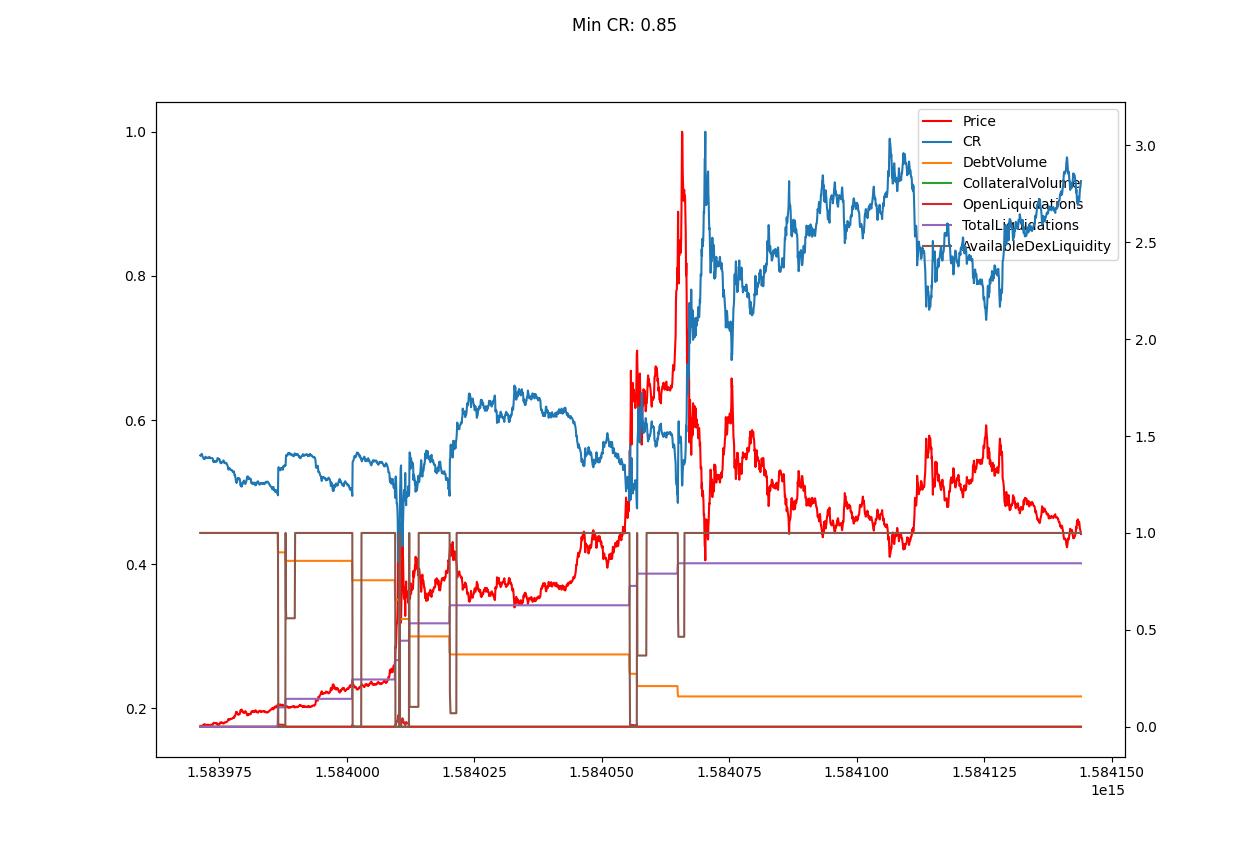 Min CR: 0.85
1.0
0.8
0.6
0.4
0.2
3.0
2.5
2.0
1.5
1.0
0.5
0.0
Price
CR
DebtVolume
CollateralVolume
OpenLiquidations
TotalLiquidations
AvailableDexLiquidity
1.583975 1.584000 1.584025 1.584050 1.584075 1.584100 1.584125 1.584150
1e15